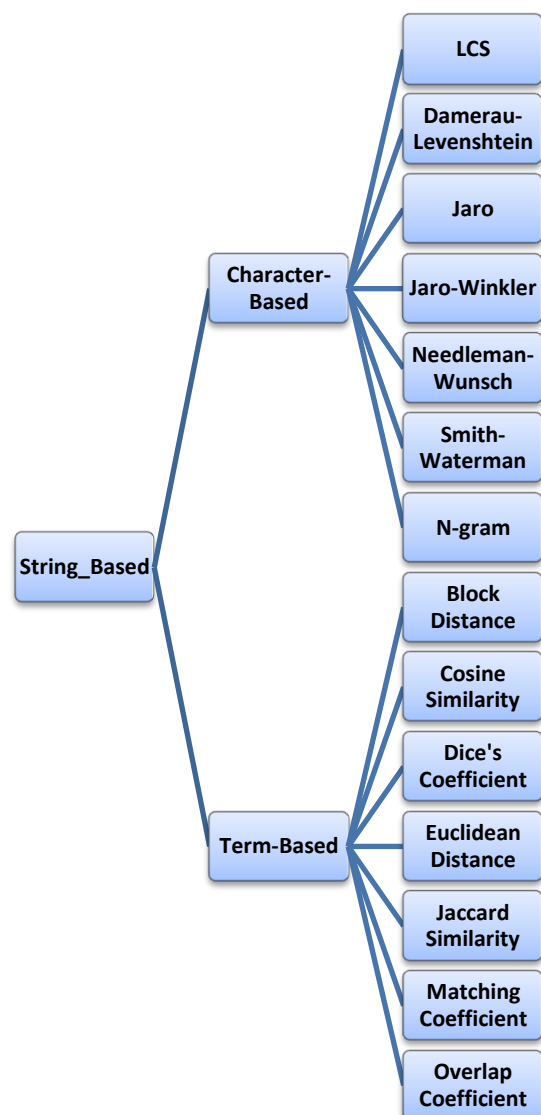 LCS
Damerau-
Levenshtein
Jaro
Character-
Based
Jaro-Winkler
Needleman-
Wunsch
Smith-
Waterman
N-gram
String_Based
Block
Distance
Cosine
Similarity
Dice's
Coefficient
Term-Based
Euclidean
Distance
Jaccard
Similarity
Matching
Coefficient
Overlap
Coefficient